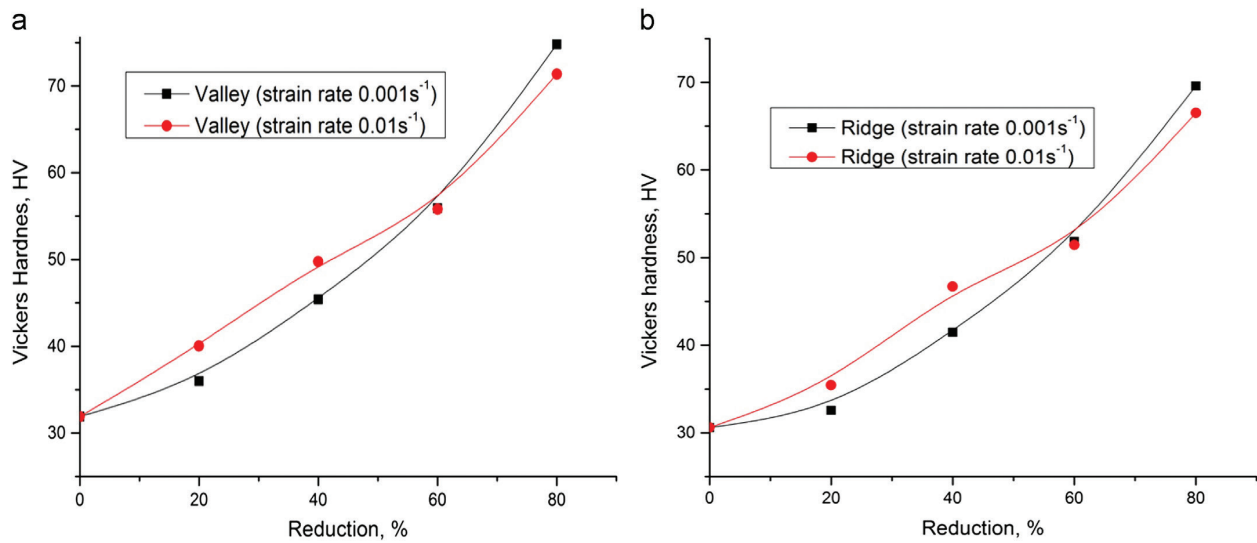 a
Vickers Hardnes, HV
70
60
50
40
30
0
20
40
60
80
Reduction, %
Valley (strain rate 0.001s⁻¹)
Valley (strain rate 0.01s⁻¹)
b
Vickers hardness, HV
70
60
50
40
30
0
20
40
60
80
Reduction, %
Ridge (strain rate 0.001s⁻¹)
Ridge (strain rate 0.01s⁻¹)